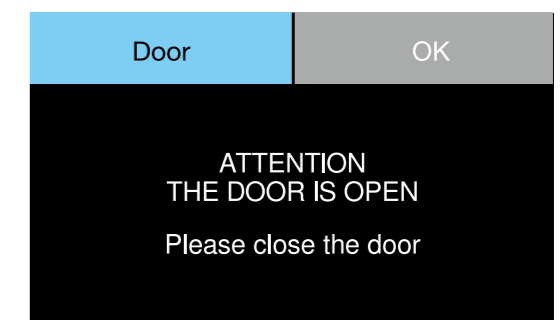 Door
OK
ATTENTION
THE DOOR IS OPEN
Please close the door